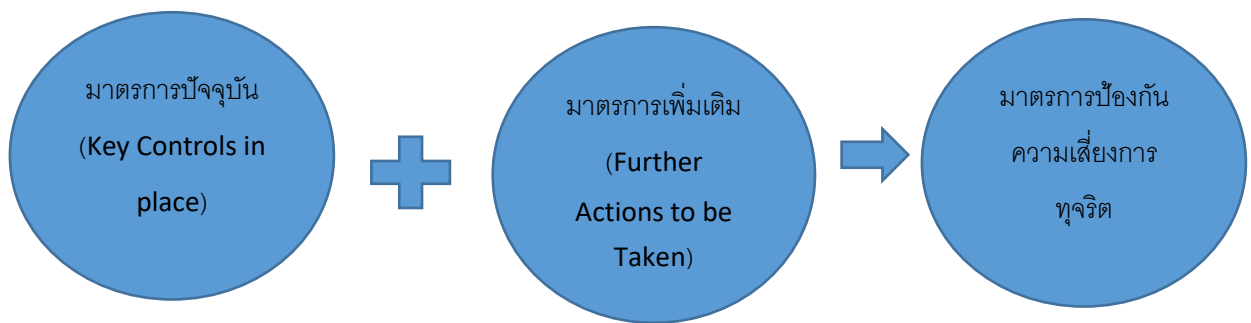 มาตรการปัจจุบัน
(Key Controls in
place)
มาตรการเพิ่มเติม
(Further
Actions to be
Taken)
มาตรการป้องกัน
ความเสี่ยงการ
ทุจริต